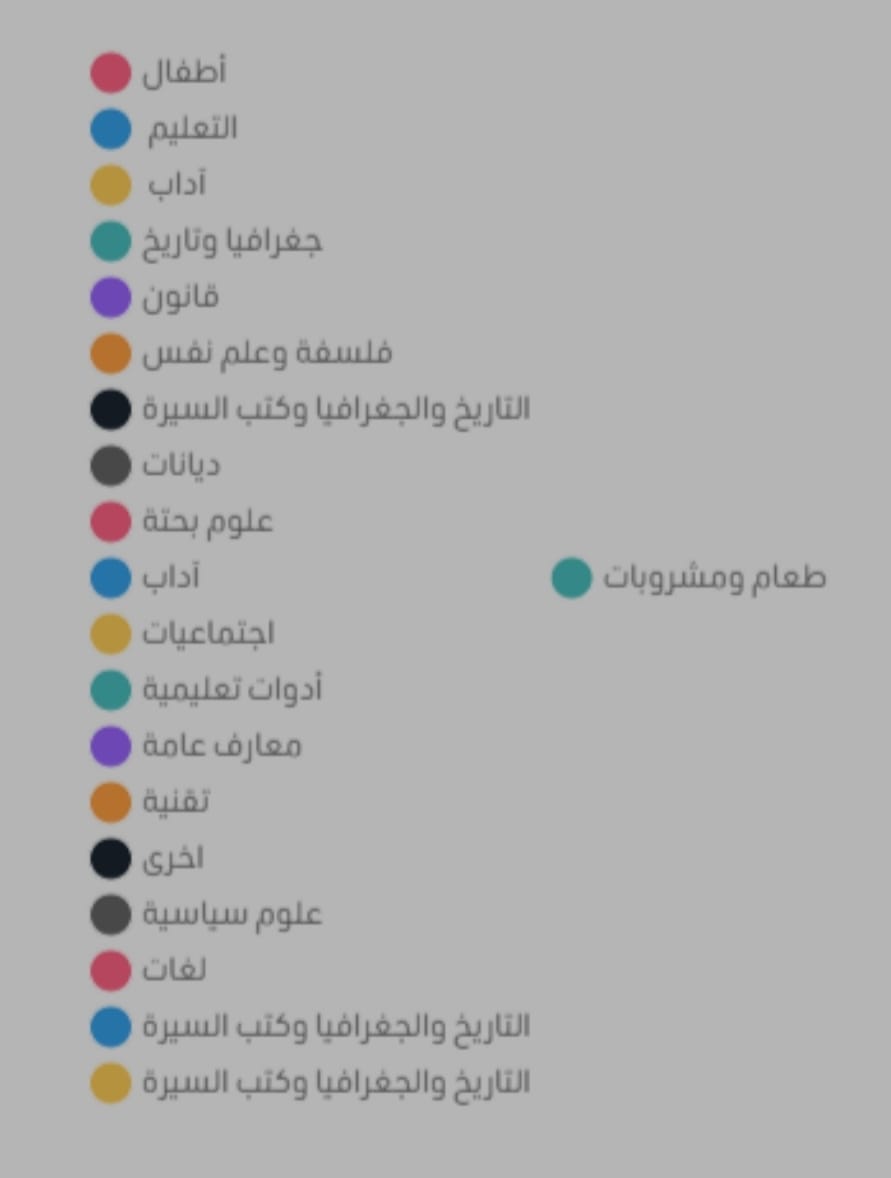 أطفال
التعليم
آداب
جغرافيا وتاريخ
قانون
فلسفة وعلم نفس
التاريخ والجغرافيا وكتب السيرة
ديانات
علوم بحتة
آداب
طعام ومشروبات
اجتماعيات
أدوات تعليمية
معارف عامة
تقنية
اخرى
علوم سياسية
لغات
التاريخ والجغرافيا وكتب السيرة
التاريخ والجغرافيا وكتب السيرة